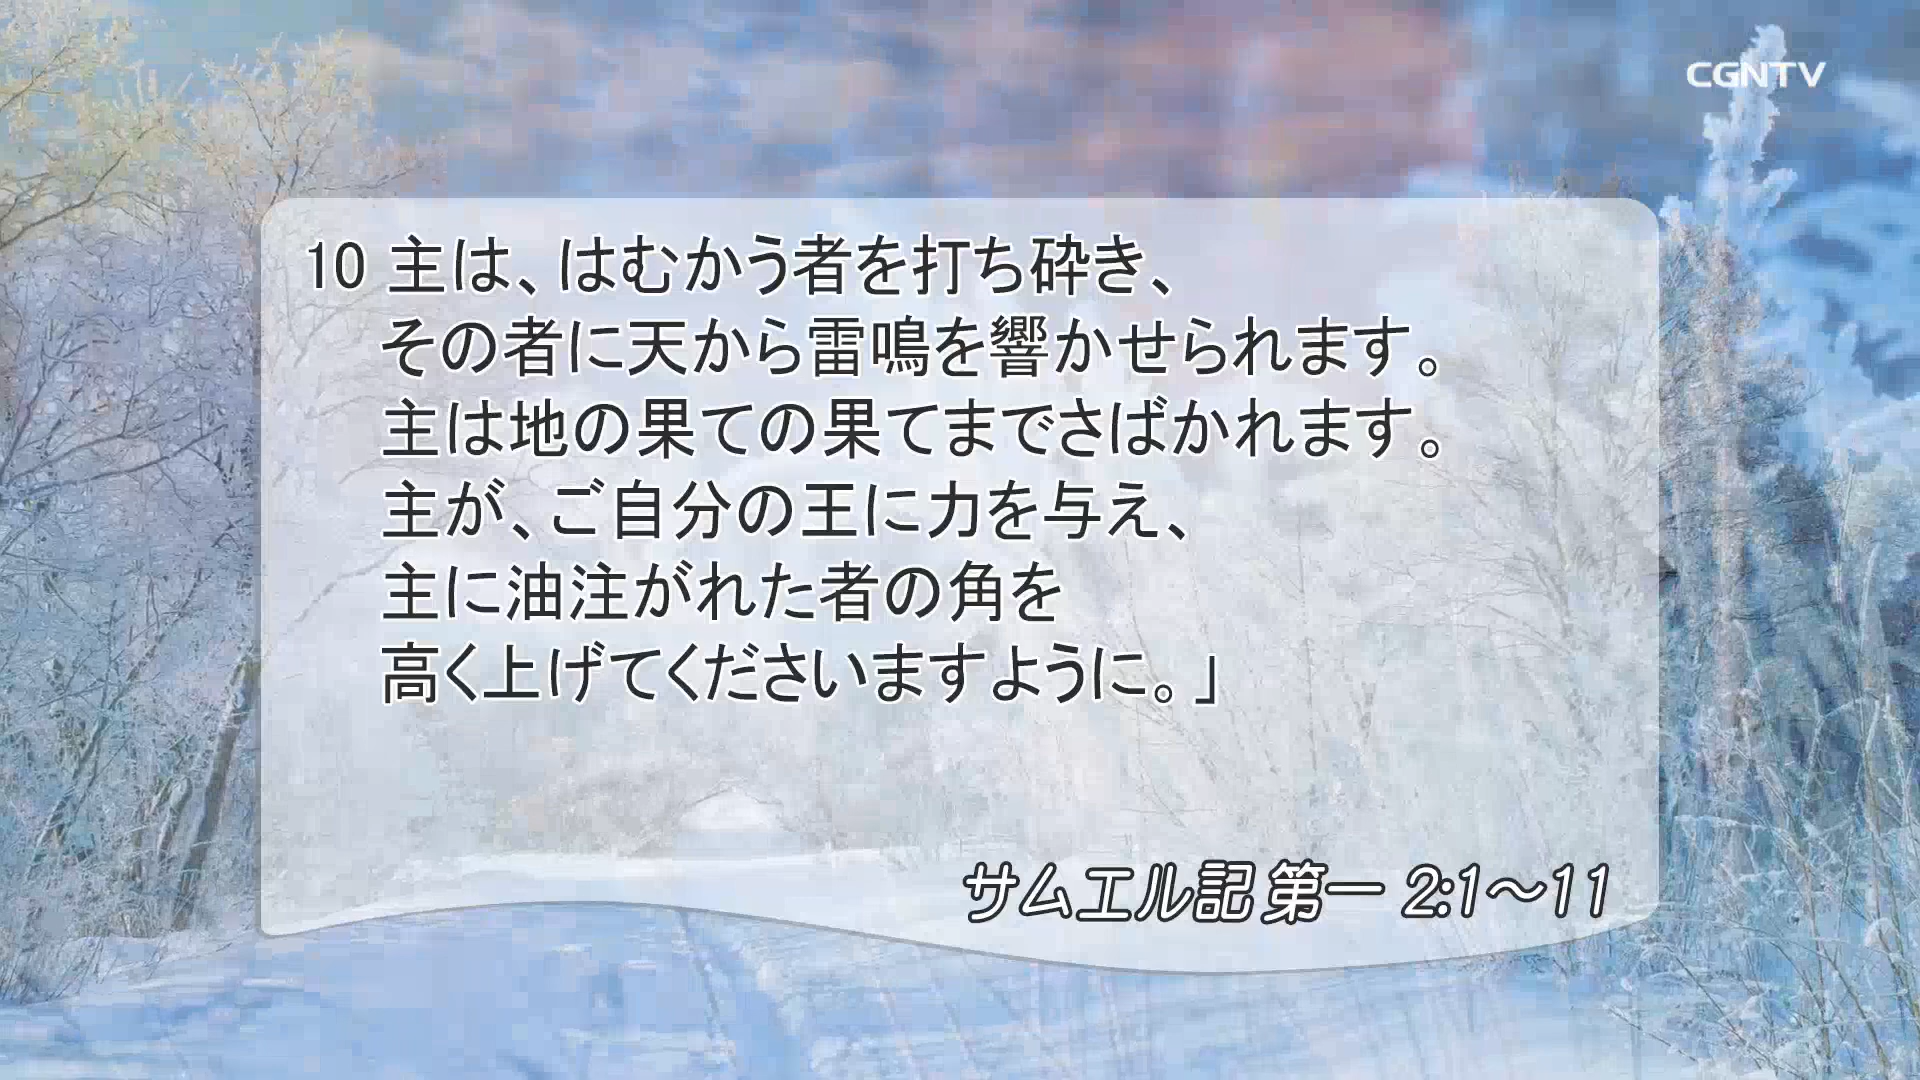 CGNTV
10 主は、はむかう者を打ち砕き、
その者に天から雷鳴を響かせられます。
主は地の果ての果てまでさばかれます。
主が、ご自分の王に力を与え、
主に油注がれた者の角を
高く上げてくださいますように。」
サムエル記 第一 2:1〜11